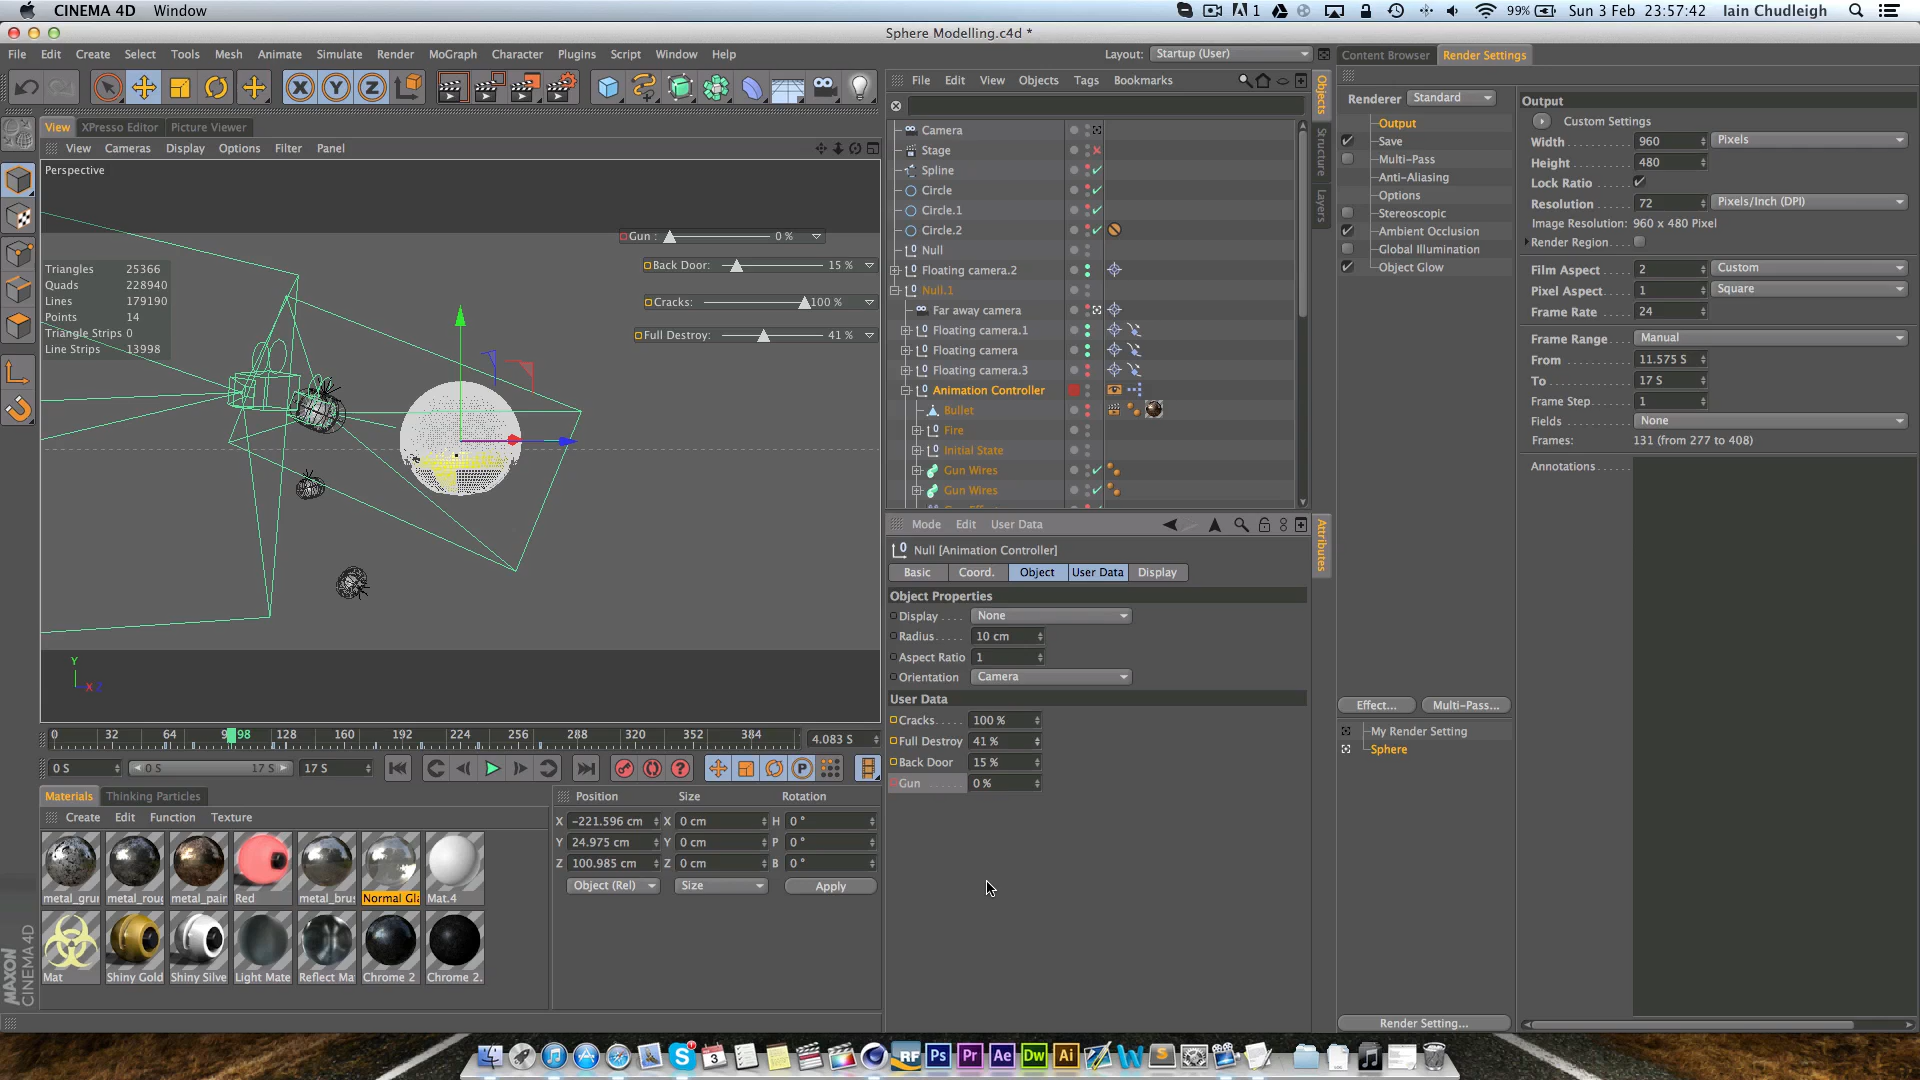 CINEMA 4D Window
1 99% Sun 3 Feb 23:57:42 Iain Chudleigh
Sphere Modelling.c4d *
File Edit Create Select Tools Mesh Animate Simulate Render MoGraph Character Plugins Script Window Help
Layout: Startup (User)
View XPresso Editor Picture Viewer
View Cameras Display Options Filter Panel
Perspective
Gun : 0 %
Back Door: 15 %
Cracks: 100 %
Full Destroy: 41 %
Triangles 25366
Quads 228940
Lines 179190
Points 14
Triangle Strips 0
Line Strips 13998
Y
X Z
0 32 64 9 98 128 160 192 224 256 288 320 352 384 4.083 S
0 S 0 S 17 S 17 S
P
Materials Thinking Particles
Create Edit Function Texture
metal_grun metal_roug metal_pain Red metal_brus Normal Gla Mat.4
Mat Shiny Gold Shiny Silve Light Mate Reflect Ma Chrome 2 Chrome 2.
Position Size Rotation
X -221.596 cm X 0 cm H 0 °
Y 24.975 cm Y 0 cm P 0 °
Z 100.985 cm Z 0 cm B 0 °
Object (Rel) Size Apply
MAXON
CINEMA 4D
File Edit View Objects Tags Bookmarks
Camera
Stage
Spline
Circle
Circle.1
Circle.2
Null
Floating camera.2
Null.1
Far away camera
Floating camera.1
Floating camera
Floating camera.3
Animation Controller
Bullet
Fire
Initial State
Gun Wires
Gun Wires
Objects
Structure
Layers
Mode Edit User Data
Null [Animation Controller]
Basic Coord. Object User Data Display
Object Properties
Display None
Radius 10 cm
Aspect Ratio 1
Orientation Camera
User Data
Cracks 100 %
Full Destroy 41 %
Back Door 15 %
Gun 0 %
Attributes
Content Browser Render Settings
Renderer Standard
Output
Save
Multi-Pass
Anti-Aliasing
Options
Stereoscopic
Ambient Occlusion
Global Illumination
Object Glow
Effect... Multi-Pass...
My Render Setting
Sphere
Render Setting...
Output
Custom Settings
Width 960 Pixels
Height 480
Lock Ratio
Resolution 72 Pixels/Inch (DPI)
Image Resolution: 960 x 480 Pixel
Render Region
Film Aspect 2 Custom
Pixel Aspect 1 Square
Frame Rate 24
Frame Range Manual
From 11.575 S
To 17 S
Frame Step 1
Fields None
Frames: 131 (from 277 to 408)
Annotations
3 RF Ps Pr Ae Dw Ai W S